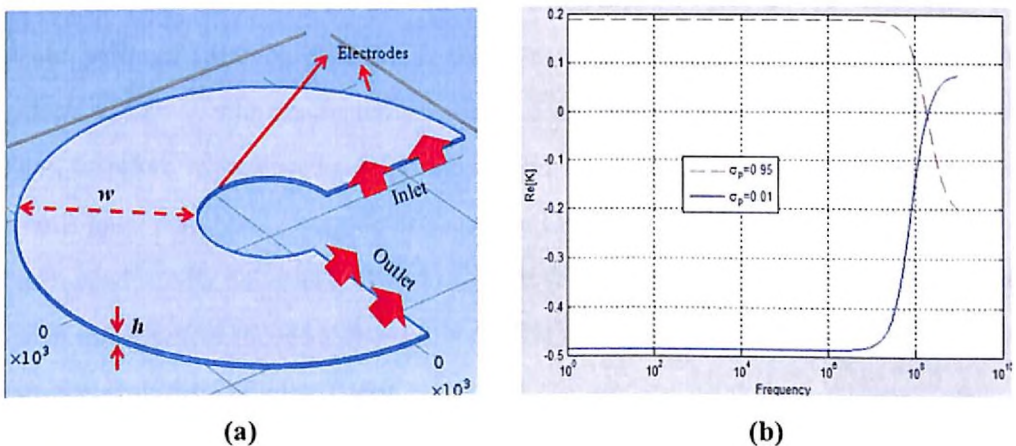 Electrodes
w
Inlet
Outlet
h
0
×10³
0
×10³
(a)
0.2
0.1
0
-0.1
-0.2
-0.3
-0.4
-0.5
Re[K]
σp=0.95
σp=0.01
10⁰
10²
10⁴
10⁶
10⁸
10¹⁰
Frequency
(b)